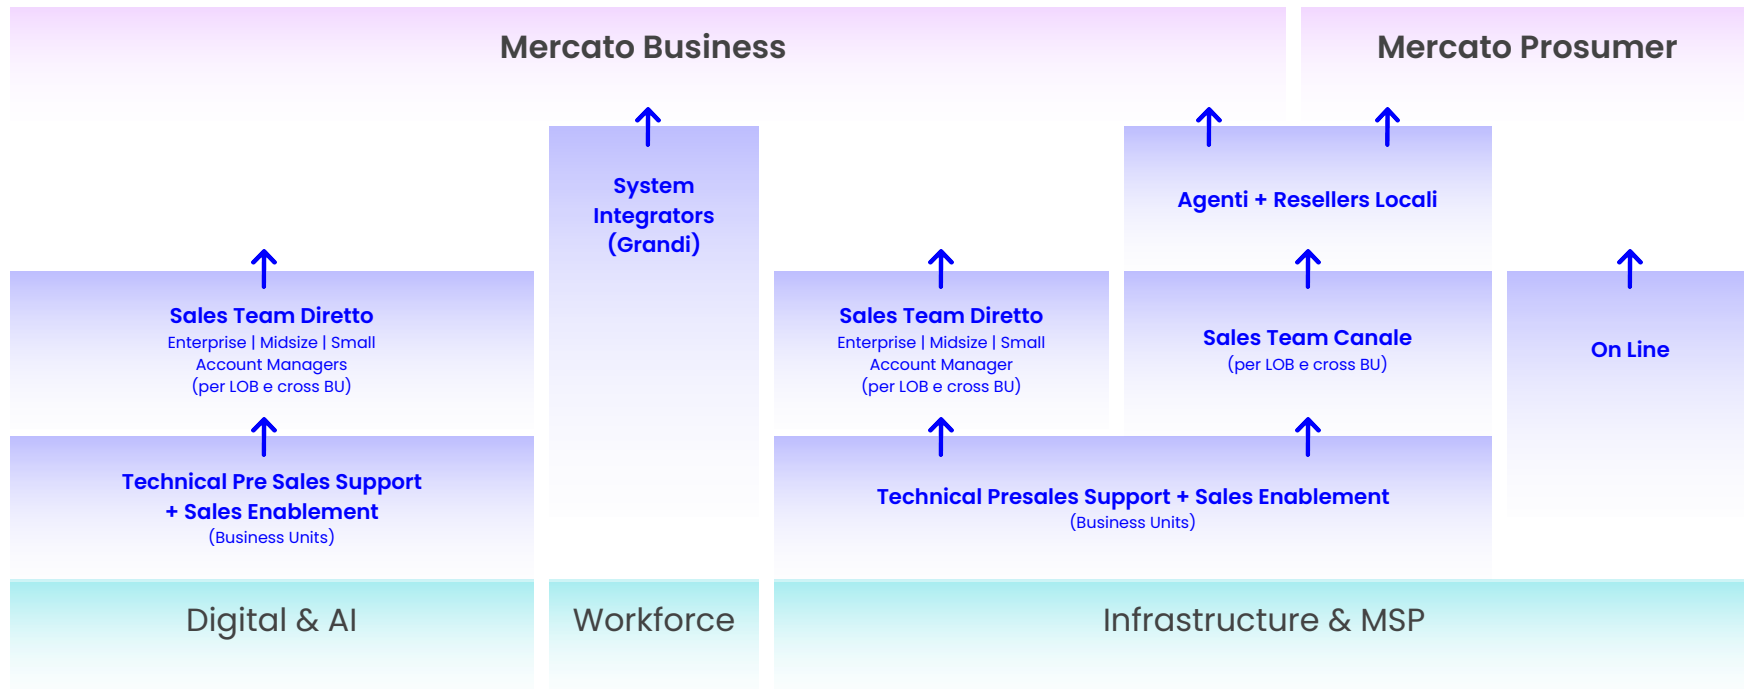 Mercato Business
Mercato Prosumer
System
Integrators
(Grandi)
Agenti + Resellers Locali
Sales Team Diretto
Enterprise | Midsize | Small
Account Managers
(per LOB e cross BU)
Sales Team Diretto
Enterprise | Midsize | Small
Account Manager
(per LOB e cross BU)
Sales Team Canale
(per LOB e cross BU)
On Line
Technical Pre Sales Support
+ Sales Enablement
(Business Units)
Technical Presales Support + Sales Enablement
(Business Units)
Digital & AI
Workforce
Infrastructure & MSP